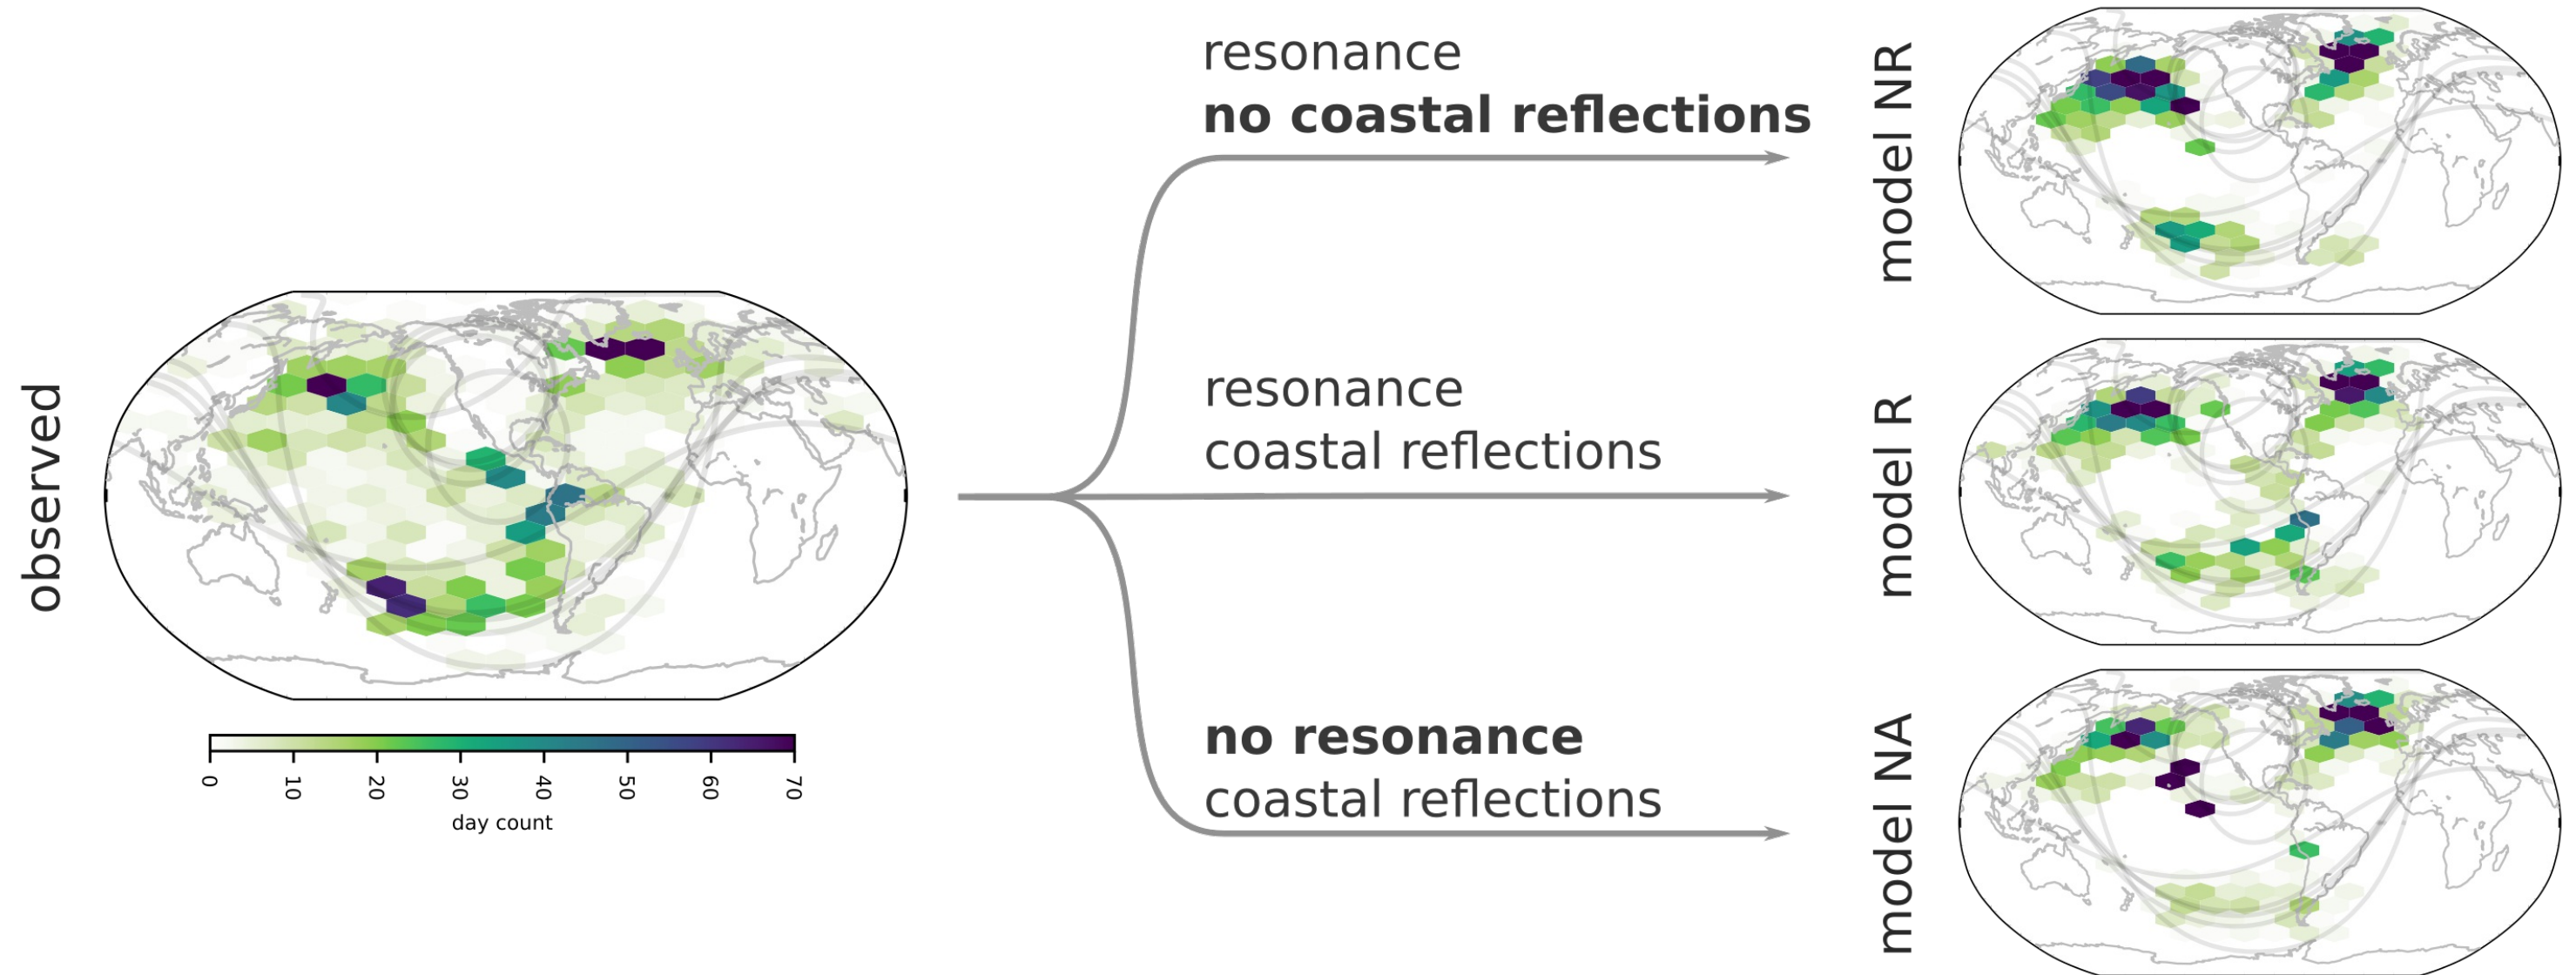 observed
0
10
20
30
40
50
60
70
day count
resonance
no coastal reflections
resonance
coastal reflections
no resonance
coastal reflections
model NR
model R
model NA